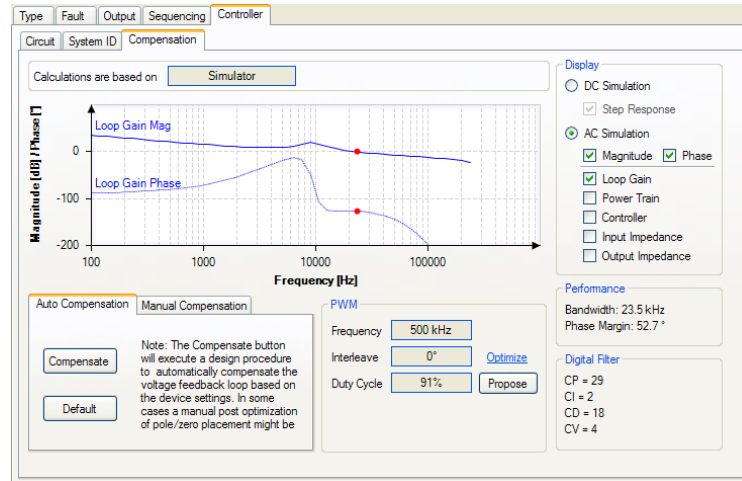 Type Fault Output Sequencing Controller
Circuit System ID Compensation
Calculations are based on Simulator
Magnitude [dB] / Phase [°]
Loop Gain Mag
Loop Gain Phase
0
-100
-200
100 1000 10000 100000
Frequency [Hz]
Display
DC Simulation
Step Response
AC Simulation
Magnitude Phase
Loop Gain
Power Train
Controller
Input Impedance
Output Impedance
Auto Compensation Manual Compensation
Compensate
Default
Note: The Compensate button
will execute a design procedure
to automatically compensate the
voltage feedback loop based on
the device settings. In some
cases a manual post optimization
of pole/zero placement might be
PWM
Frequency 500 kHz
Interleave 0° Optimize
Duty Cycle 91% Propose
Performance
Bandwidth: 23.5 kHz
Phase Margin: 52.7 °
Digital Filter
CP = 29
CI = 2
CD = 18
CV = 4